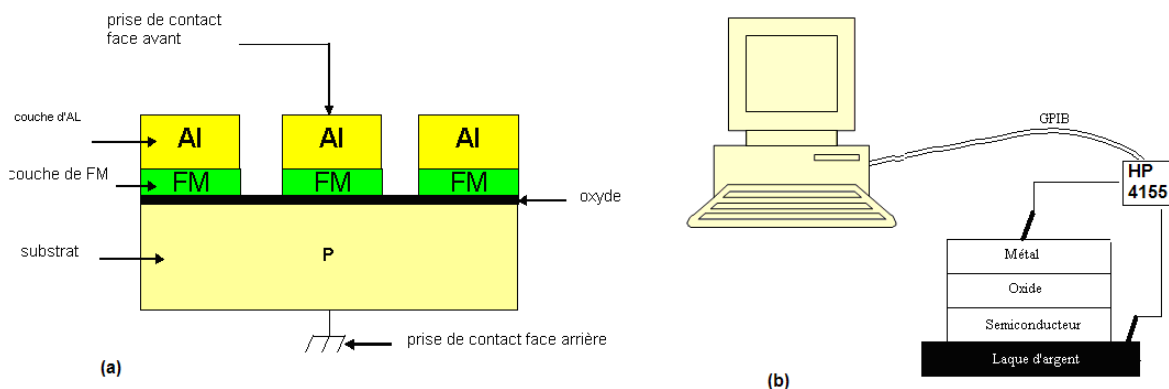 prise de contact
face avant
couche d'AL
Al Al Al
couche de FM
FM FM FM
oxyde
substrat
P
prise de contact face arrière
(a)
GPIB
HP
4155
Métal
Oxide
Semiconducteur
Laque d'argent
(b)